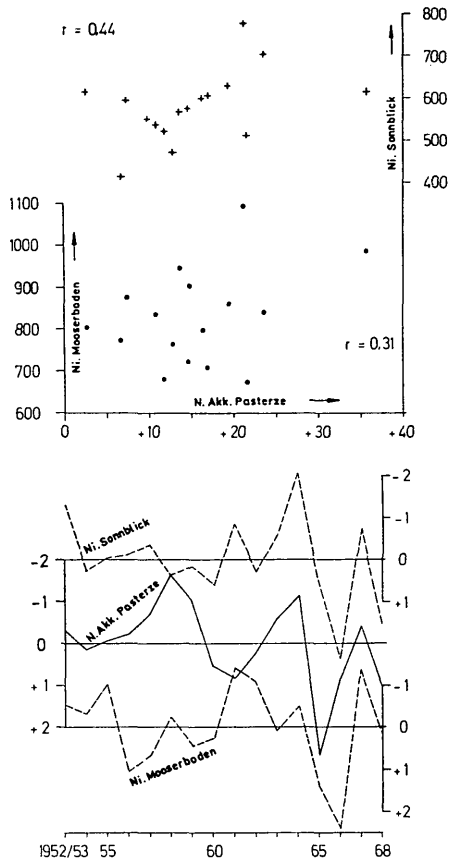 r = 0,44
800
700
600
500
400
Ni. Sonnblick
1100
1000
900
800
700
600
Ni. Mooserboden
r = 0,31
N. Akk. Pasterze
0 +10 +20 +30 +40
Ni. Sonnblick
-2
-1
0
+1
N. Akk. Pasterze
-2
-1
0
+1
+2
Ni. Mooserboden
-1
0
+1
+2
1952/53 55 60 65 68